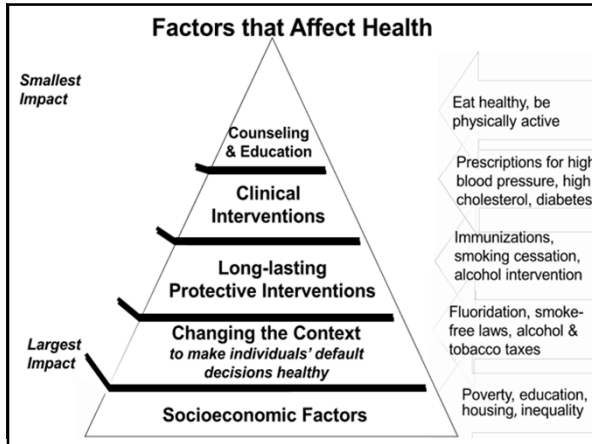 Factors that Affect Health
Smallest
Impact
Counseling
& Education
Eat healthy, be
physically active
Clinical
Interventions
Prescriptions for high
blood pressure, high
cholesterol, diabetes
Long-lasting
Protective Interventions
Immunizations,
smoking cessation,
alcohol intervention
Changing the Context
to make individuals' default
decisions healthy
Fluoridation, smoke-
free laws, alcohol &
tobacco taxes
Largest
Impact
Socioeconomic Factors
Poverty, education,
housing, inequality